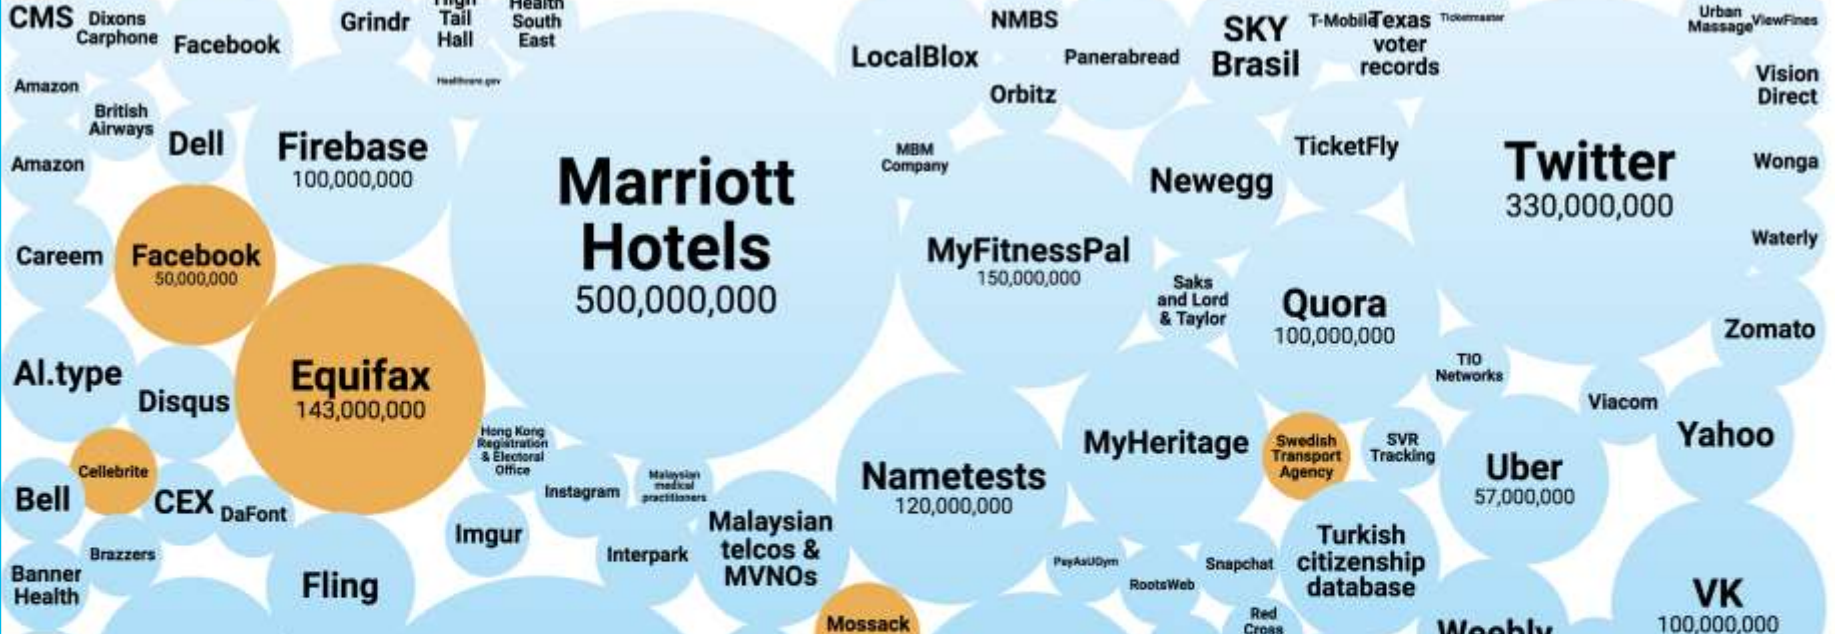 CMS
Dixons
Carphone
Facebook
Grindr
High
Tail
Hall
Health
South
East
Healthcare.gov
LocalBlox
NMBS
Orbitz
Panerabread
SKY
Brasil
T-Mobile
Texas
voter
records
Ticketmaster
Urban
Massage
ViewFines
Vision
Direct
Amazon
British
Airways
Dell
Amazon
Firebase
100,000,000
Marriott
Hotels
500,000,000
MBM
Company
Newegg
TicketFly
Twitter
330,000,000
Wonga
Careem
Facebook
50,000,000
MyFitnessPal
150,000,000
Saks
and Lord
& Taylor
Quora
100,000,000
Waterly
Zomato
AI.type
Disqus
Equifax
143,000,000
TIO
Networks
Viacom
Yahoo
Cellebrite
Bell
CEX
DaFont
Hong Kong
Registration
& Electoral
Office
Instagram
Malaysian
medical
practitioners
Nametests
120,000,000
MyHeritage
Swedish
Transport
Agency
SVR
Tracking
Uber
57,000,000
Imgur
Interpark
Malaysian
telcos &
MVNOs
Brazzers
Banner
Health
Fling
Mossack
PayAsUGym
RootsWeb
Snapchat
Turkish
citizenship
database
Red
Cross
Weebly
VK
100,000,000